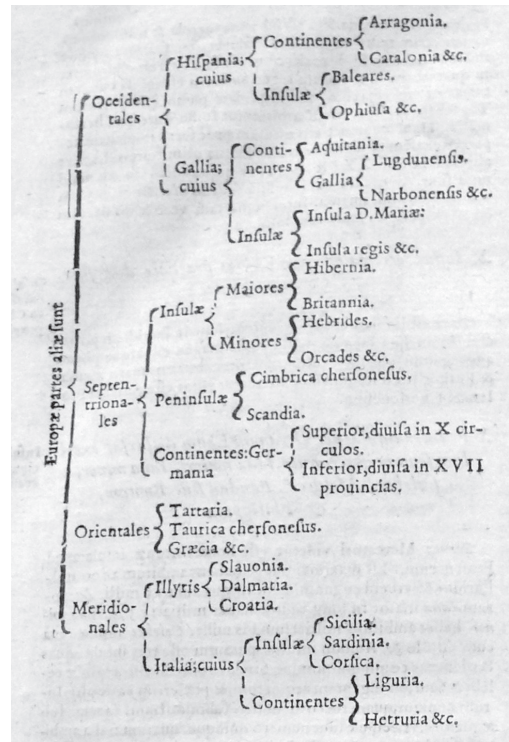 Europæ partes aliæ sunt
Occiden-
tales
Hiſpania;
cuius
Continentes
Arragonia.
Catalonia &c.
Inſulæ
Baleares.
Ophiuſa &c.
Gallia;
cuius
Conti-
nentes
Aquitania.
Gallia
Lugdunenſis.
Narbonenſis &c.
Inſulæ
Inſula D. Mariæ:
Inſula regis &c.
Septen-
triona-
les
Inſulæ
Maiores
Hibernia.
Britannia.
Minores
Hebrides.
Orcades &c.
Peninſulæ
Cimbrica cherſoneſus.
Scandia.
Continentes:Ger-
mania
Superior,diuiſa in X cir-
culos.
Inferior,diuiſa in XVII
prouincias.
Orientales
Tartaria.
Taurica cherſoneſus.
Græcia &c.
Meridio-
nales
Illyris
Slauonia.
Dalmatia.
Croatia.
Italia;cuius
Inſulæ
Sicilia.
Sardinia.
Corſica.
Continentes
Liguria.
Hetruria &c.